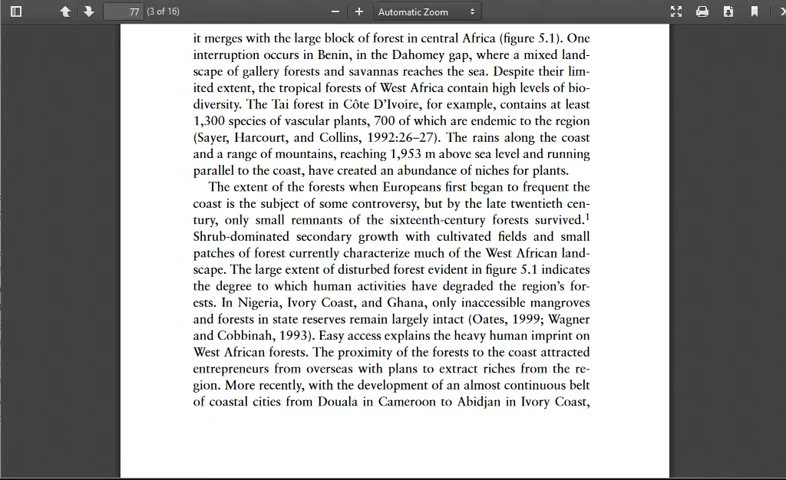 77 (3 of 16) Automatic Zoom
it merges with the large block of forest in central Africa (figure 5.1). One
interruption occurs in Benin, in the Dahomey gap, where a mixed land-
scape of gallery forests and savannas reaches the sea. Despite their lim-
ited extent, the tropical forests of West Africa contain high levels of bio-
diversity. The Tai forest in Côte D'Ivoire, for example, contains at least
1,300 species of vascular plants, 700 of which are endemic to the region
(Sayer, Harcourt, and Collins, 1992:26–27). The rains along the coast
and a range of mountains, reaching 1,953 m above sea level and running
parallel to the coast, have created an abundance of niches for plants.
The extent of the forests when Europeans first began to frequent the
coast is the subject of some controversy, but by the late twentieth cen-
tury, only small remnants of the sixteenth-century forests survived.¹
Shrub-dominated secondary growth with cultivated fields and small
patches of forest currently characterize much of the West African land-
scape. The large extent of disturbed forest evident in figure 5.1 indicates
the degree to which human activities have degraded the region's for-
ests. In Nigeria, Ivory Coast, and Ghana, only inaccessible mangroves
and forests in state reserves remain largely intact (Oates, 1999; Wagner
and Cobbinah, 1993). Easy access explains the heavy human imprint on
West African forests. The proximity of the forests to the coast attracted
entrepreneurs from overseas with plans to extract riches from the re-
gion. More recently, with the development of an almost continuous belt
of coastal cities from Douala in Cameroon to Abidjan in Ivory Coast,